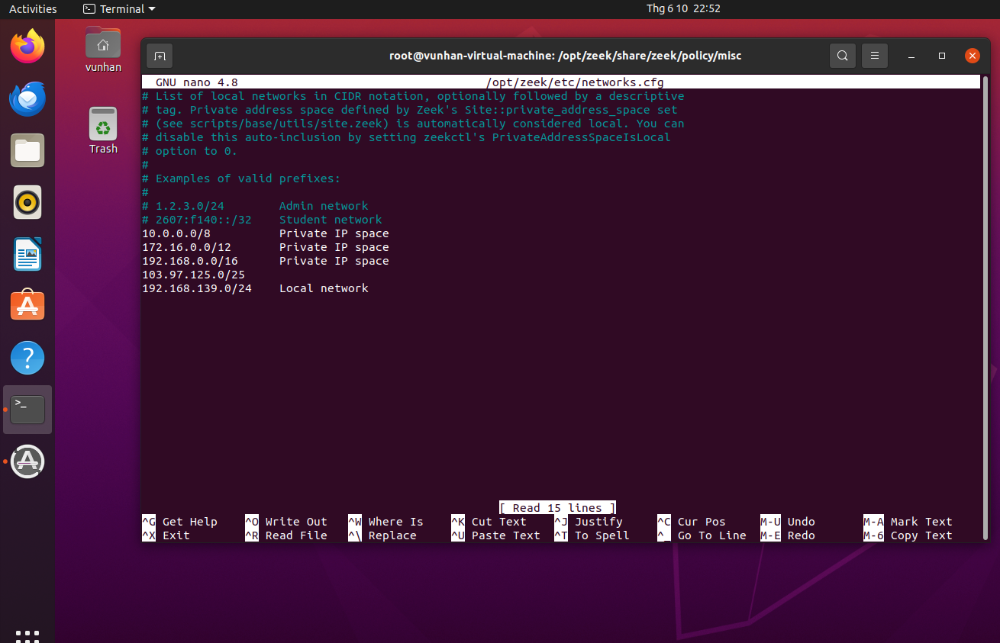 Activities
Terminal
Thg 6 10 22:52
vunhan
Trash
root@vunhan-virtual-machine: /opt/zeek/share/zeek/policy/misc
GNU nano 4.8 /opt/zeek/etc/networks.cfg
# List of local networks in CIDR notation, optionally followed by a descriptive
# tag. Private address space defined by Zeek's Site::private_address_space set
# (see scripts/base/utils/site.zeek) is automatically considered local. You can
# disable this auto-inclusion by setting zeekctl's PrivateAddressSpaceIsLocal
# option to 0.
#
# Examples of valid prefixes:
#
# 1.2.3.0/24 Admin network
# 2607:f140::/32 Student network
10.0.0.0/8 Private IP space
172.16.0.0/12 Private IP space
192.168.0.0/16 Private IP space
103.97.125.0/25
192.168.139.0/24 Local network
[ Read 15 lines ]
^G Get Help ^O Write Out ^W Where Is ^K Cut Text ^J Justify ^C Cur Pos M-U Undo M-A Mark Text
^X Exit ^R Read File ^\ Replace ^U Paste Text ^T To Spell ^_ Go To Line M-E Redo M-6 Copy Text